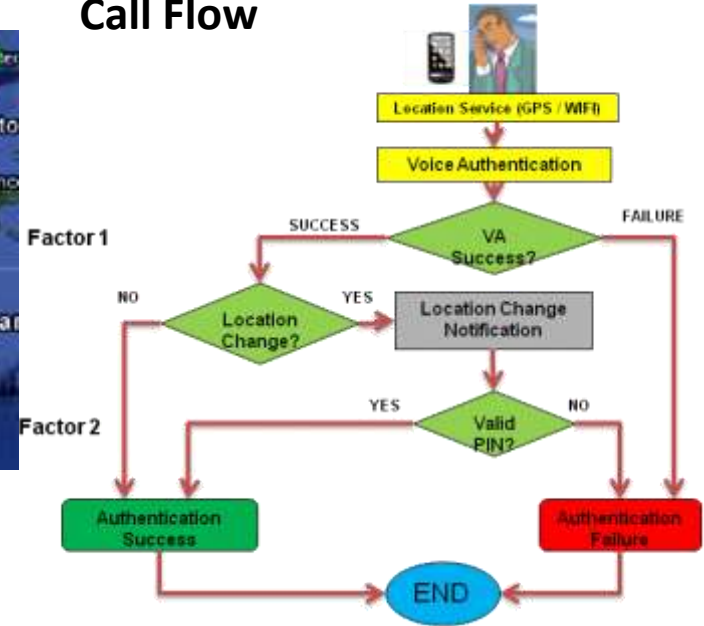 Call Flow
Location Service (GPS / WIFI)
Voice Authentication
Factor 1
SUCCESS
FAILURE
VA
Success?
NO
YES
Location
Change?
Location Change
Notification
Factor 2
YES
NO
Valid
PIN?
Authentication
Success
Authentication
Failure
END